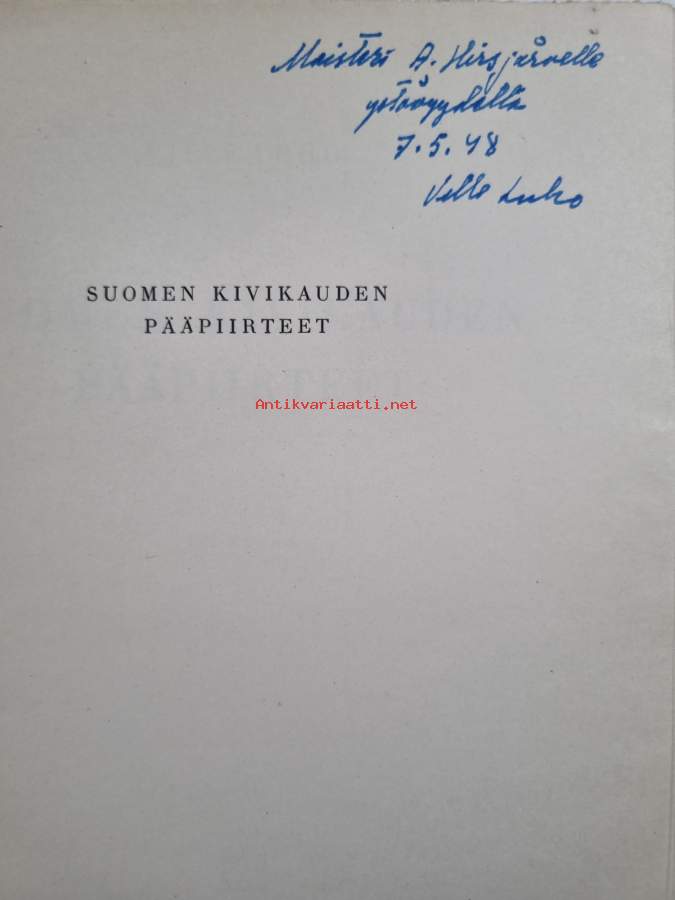 Maisteri A. Hirsjärvelle
ystävyydellä
7.5.48
Ville Luho
SUOMEN KIVIKAUDEN
PÄÄPIIRTEET
Antikvariaatti.net